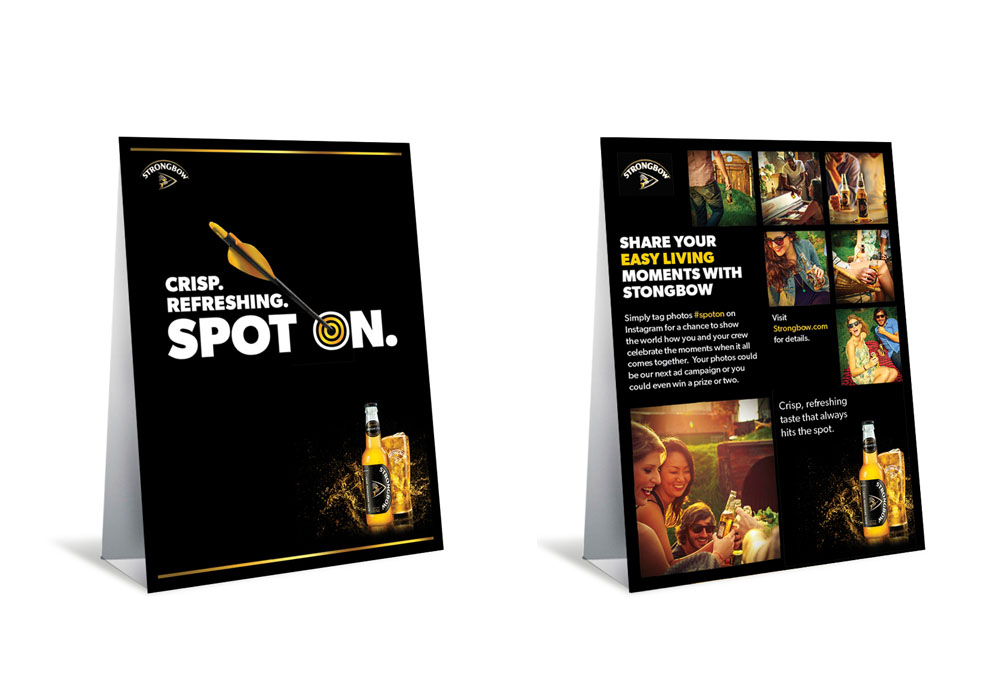 STRONGBOW
CRISP.
REFRESHING.
SPOT ON.
STRONGBOW
STRONGBOW
SHARE YOUR
EASY LIVING
MOMENTS WITH
STONGBOW
Simply tag photos #spoton on
Instagram for a chance to show
the world how you and your crew
celebrate the moments when it all
comes together. Your photos could
be our next ad campaign or you
could even win a prize or two.
Visit
Strongbow.com
for details.
Crisp, refreshing
taste that always
hits the spot.
STRONGBOW